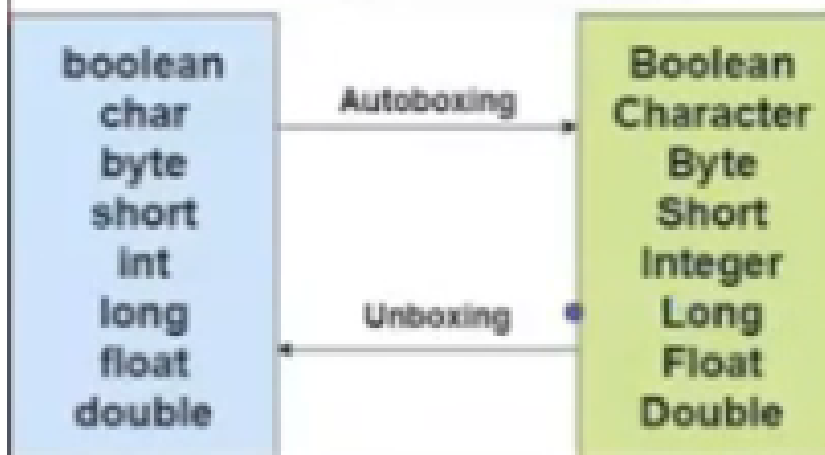 boolean
char
byte
short
int
long
float
double
Autoboxing
Unboxing
Boolean
Character
Byte
Short
Integer
Long
Float
Double